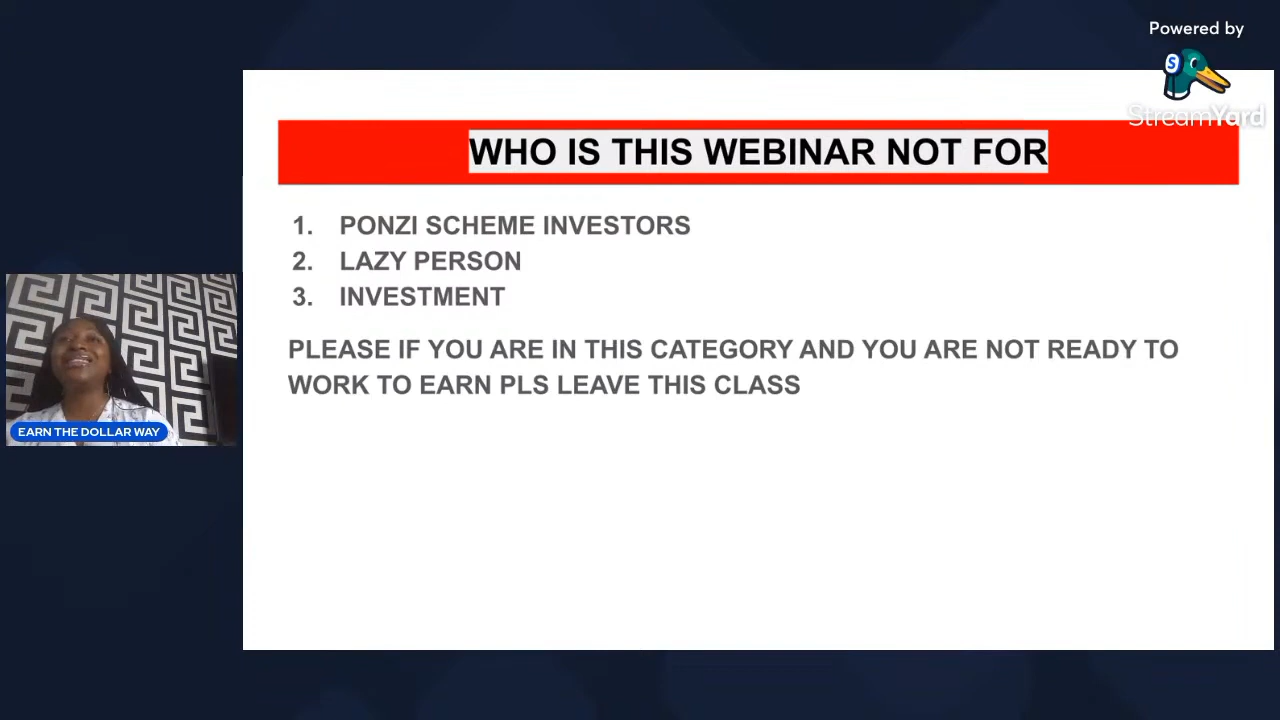 Powered by
S
StreamYard
WHO IS THIS WEBINAR NOT FOR
1. PONZI SCHEME INVESTORS
2. LAZY PERSON
3. INVESTMENT
PLEASE IF YOU ARE IN THIS CATEGORY AND YOU ARE NOT READY TO
WORK TO EARN PLS LEAVE THIS CLASS
EARN THE DOLLAR WAY